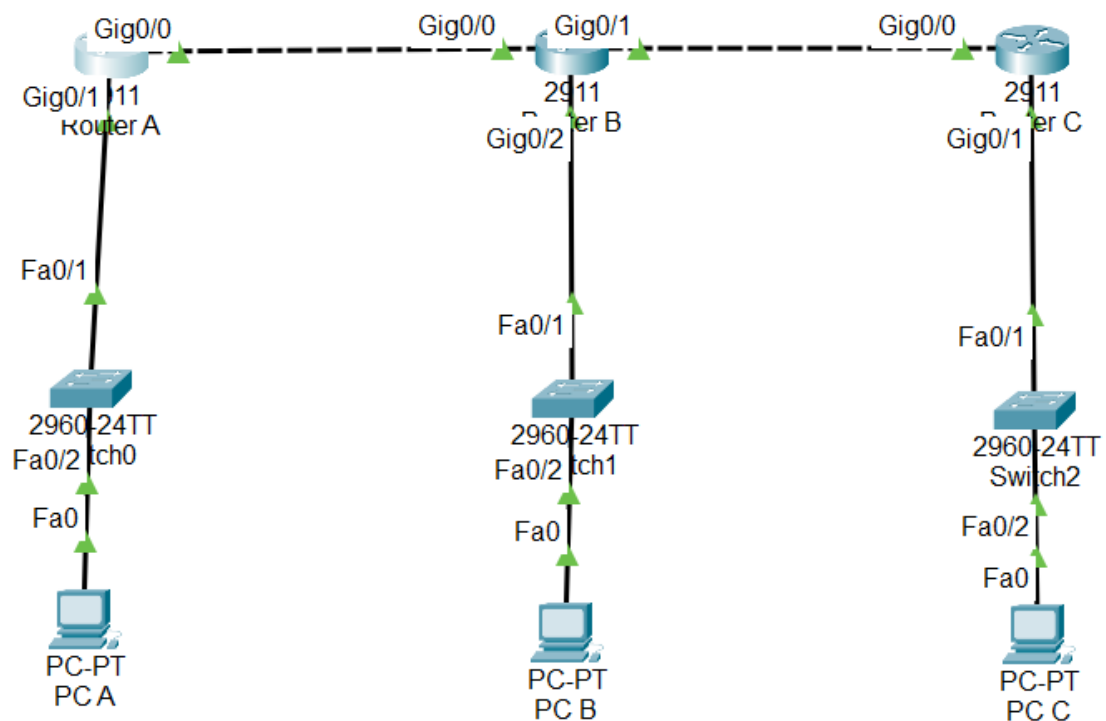 Gig0/0
Gig0/0
Gig0/1
Gig0/0
Gig0/1
Router A
2911
Gig0/2
2911
Gig0/1
Fa0/1
Fa0/1
Fa0/1
2960-24TT
Fa0/2
Fa0
PC-PT
PC A
2960-24TT
Fa0/2
Fa0
PC-PT
PC B
2960-24TT
Switch2
Fa0/2
Fa0
PC-PT
PC C